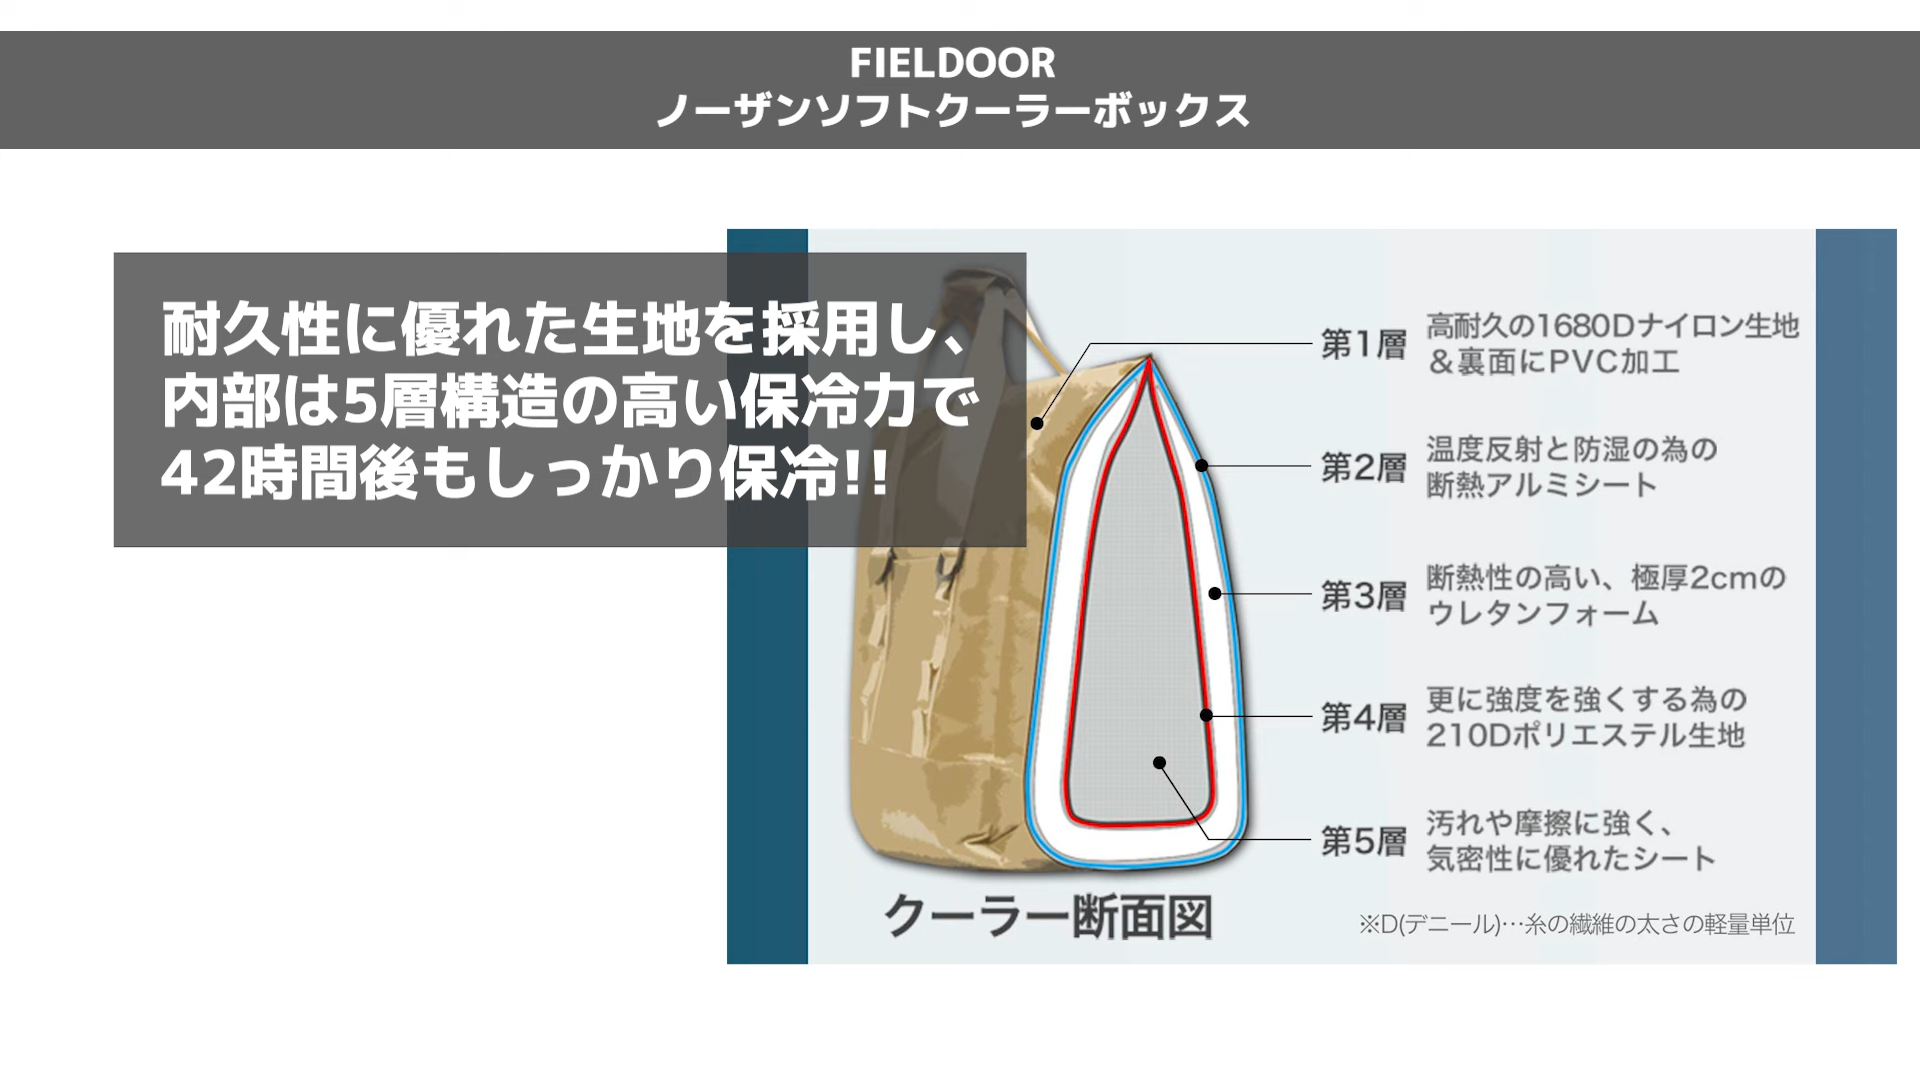 FIELDOOR
ノーザンソフトクーラーボックス
耐久性に優れた生地を採用し、
内部は5層構造の高い保冷力で
42時間後もしっかり保冷!!
第1層
高耐久の1680Dナイロン生地
＆裏面にPVC加工
第2層
温度反射と防湿の為の
断熱アルミシート
第3層
断熱性の高い、極厚2cmの
ウレタンフォーム
第4層
更に強度を強くする為の
210Dポリエステル生地
第5層
汚れや摩擦に強く、
気密性に優れたシート
クーラー断面図
※D(デニール)…糸の繊維の太さの軽量単位